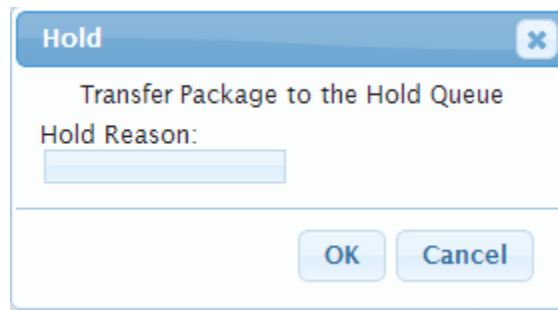 Hold
Transfer Package to the Hold Queue
Hold Reason:
OK Cancel